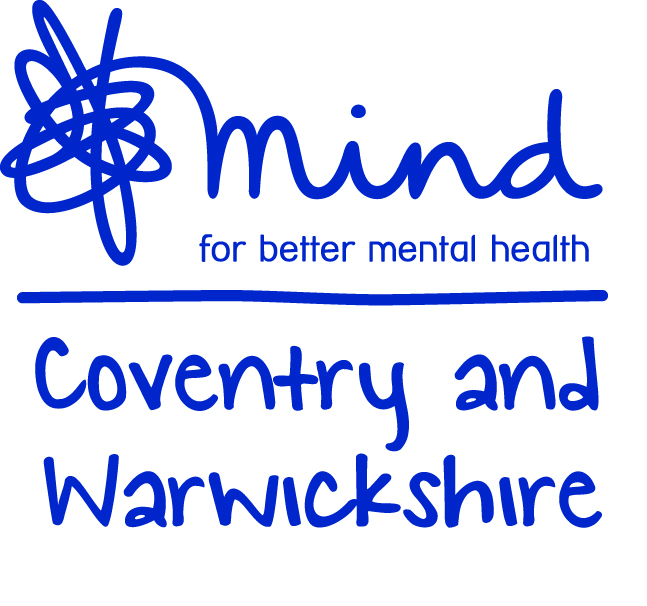 mind
for better mental health
Coventry and
Warwickshire